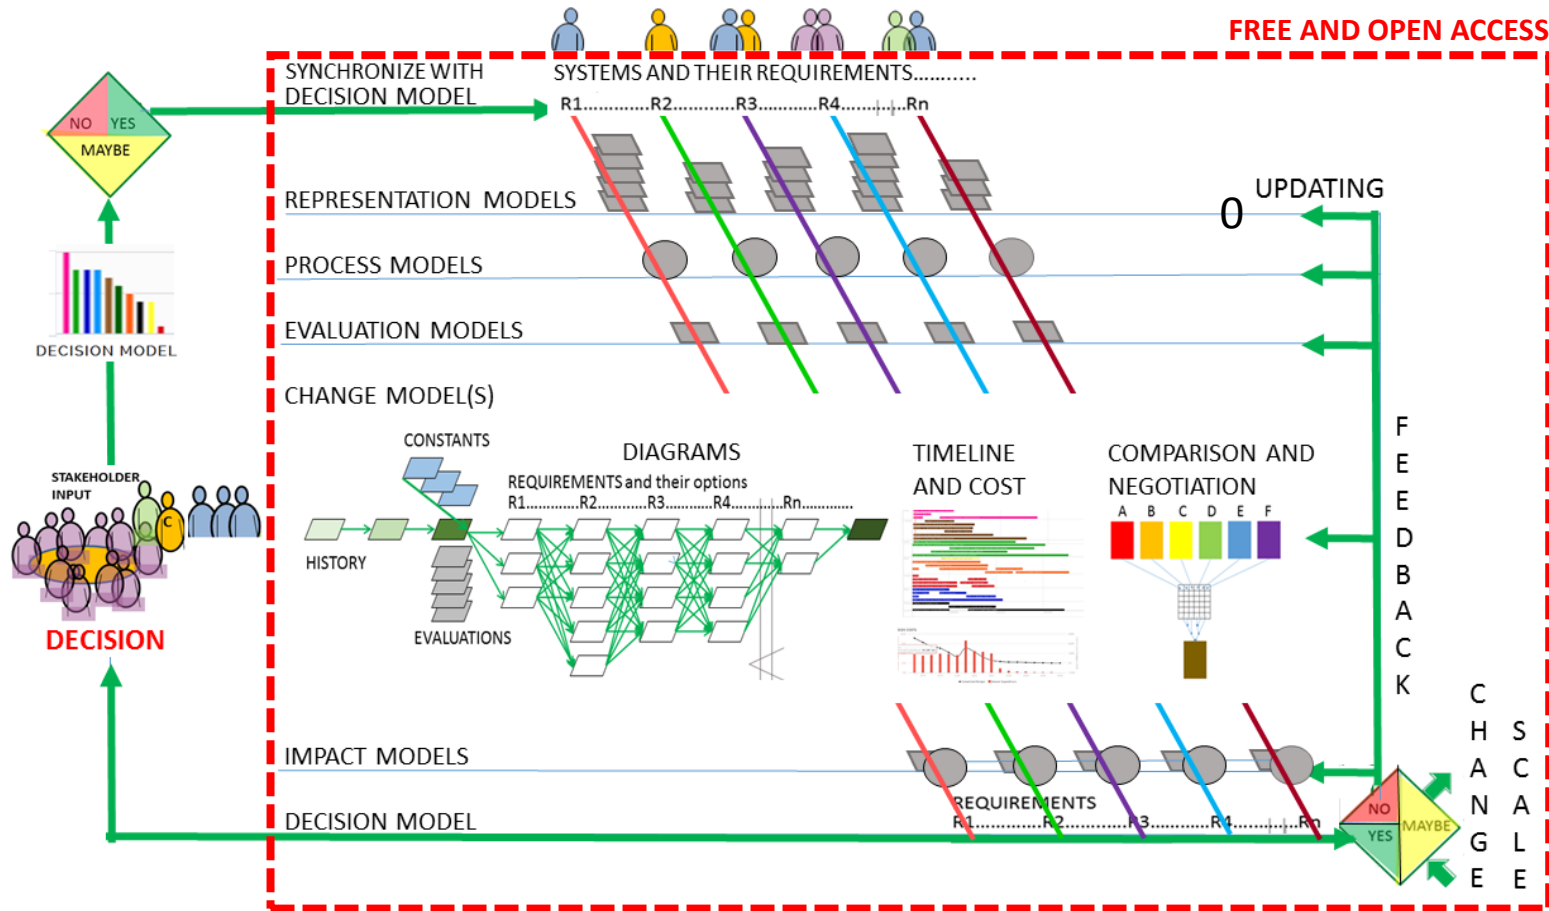 FREE AND OPEN ACCESS
SYNCHRONIZE WITH
DECISION MODEL
SYSTEMS AND THEIR REQUIREMENTS..........
R1.............R2............R3............R4.........Rn
NO YES
MAYBE
REPRESENTATION MODELS
0 UPDATING
PROCESS MODELS
EVALUATION MODELS
DECISION MODEL
CHANGE MODEL(S)
CONSTANTS
DIAGRAMS
REQUIREMENTS and their options
R1............R2............R3............R4............Rn............
TIMELINE
AND COST
COMPARISON AND
NEGOTIATION
A B C D E F
FEEDBACK
STAKEHOLDER
INPUT
C
HISTORY
EVALUATIONS
DECISION
CHANGE
SCALE
IMPACT MODELS
REQUIREMENTS
R1............R2............R3............R4............Rn
DECISION MODEL
NO
YES MAYBE